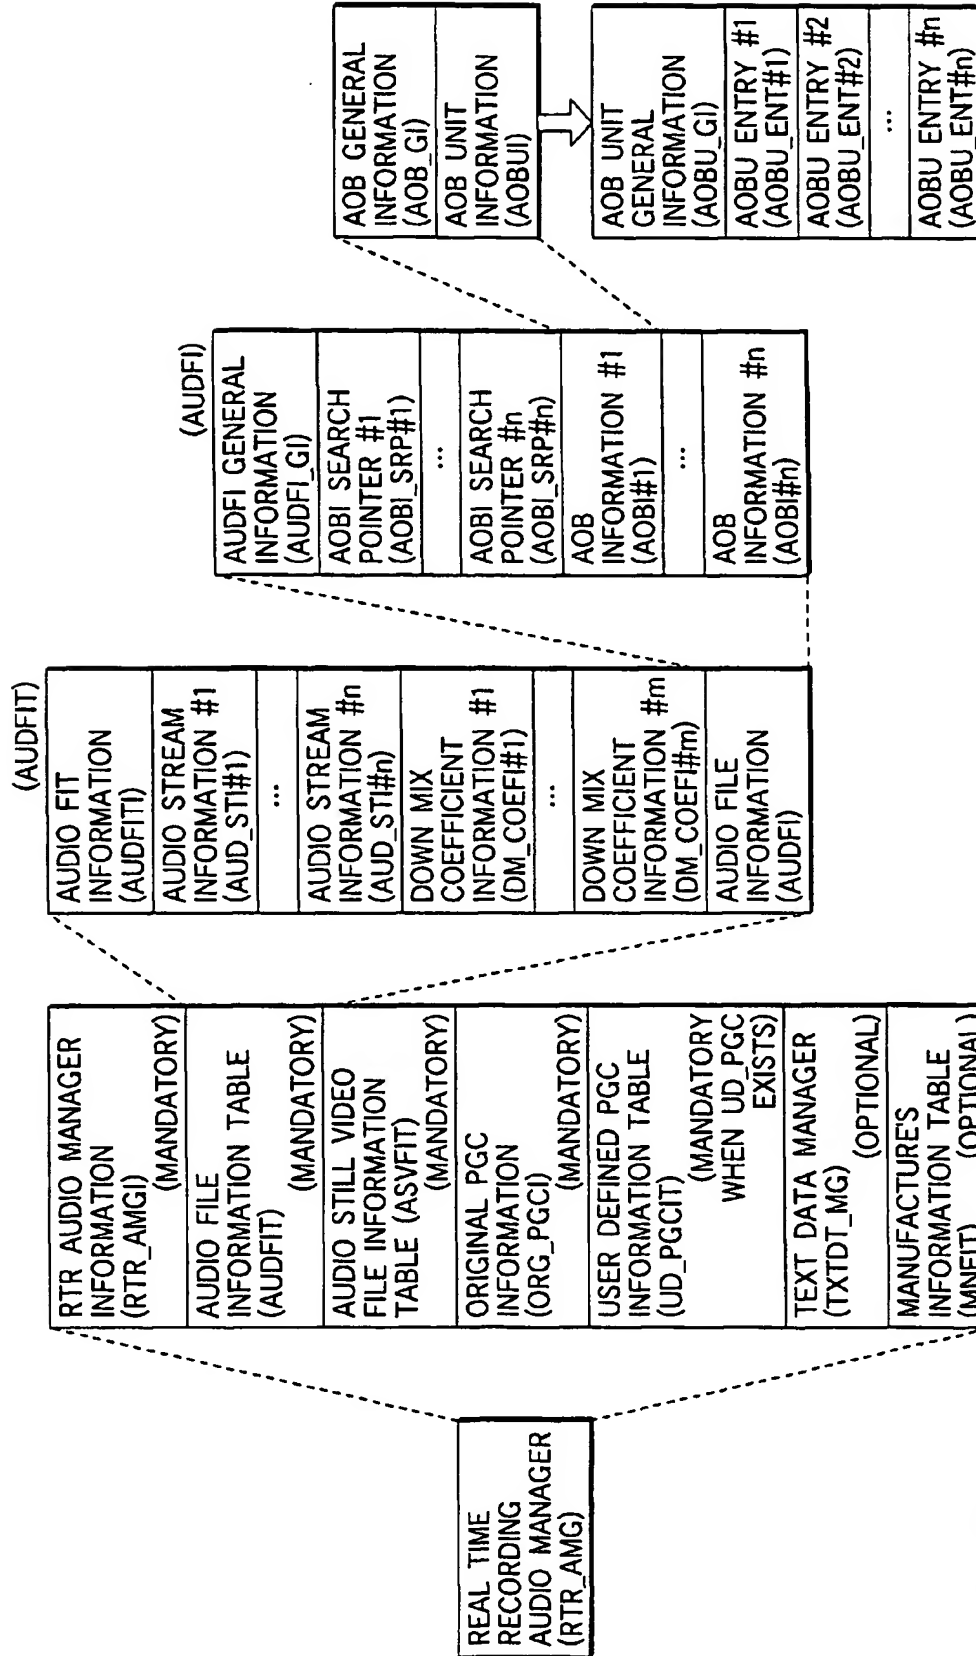 REAL TIME
RECORDING
AUDIO MANAGER
(RTR_AMG)
RTR AUDIO MANAGER
INFORMATION
(RTR_AMGI)
(MANDATORY)
AUDIO FILE
INFORMATION TABLE
(AUDFIT)
(MANDATORY)
AUDIO STILL VIDEO
FILE INFORMATION
TABLE (ASVFIT)
(MANDATORY)
ORIGINAL PGC
INFORMATION
(ORG_PGCI)
(MANDATORY)
USER DEFINED PGC
INFORMATION TABLE
(UD_PGCIT)
(MANDATORY
WHEN UD_PGC
EXISTS)
TEXT DATA MANAGER
(TXTDT_MG)
(OPTIONAL)
MANUFACTURE'S
INFORMATION TABLE
(MNFIT) (OPTIONAL)
(AUDFIT)
AUDIO FIT
INFORMATION
(AUDFITI)
AUDIO STREAM
INFORMATION #1
(AUD_STI#1)
...
AUDIO STREAM
INFORMATION #n
(AUD_STI#n)
DOWN MIX
COEFFICIENT
INFORMATION #1
(DM_COEFI#1)
...
DOWN MIX
COEFFICIENT
INFORMATION #m
(DM_COEFI#m)
AUDIO FILE
INFORMATION
(AUDFI)
(AUDFI)
AUDFI GENERAL
INFORMATION
(AUDFI_GI)
AOBI SEARCH
POINTER #1
(AOBI_SRP#1)
...
AOBI SEARCH
POINTER #n
(AOBI_SRP#n)
AOB
INFORMATION #1
(AOBI#1)
...
AOB
INFORMATION #n
(AOBI#n)
AOB GENERAL
INFORMATION
(AOB_GI)
AOB UNIT
INFORMATION
(AOBUI)
AOB UNIT
GENERAL
INFORMATION
(AOBU_GI)
AOBU ENTRY #1
(AOBU_ENT#1)
AOBU ENTRY #2
(AOBU_ENT#2)
...
AOBU ENTRY #n
(AOBU_ENT#n)